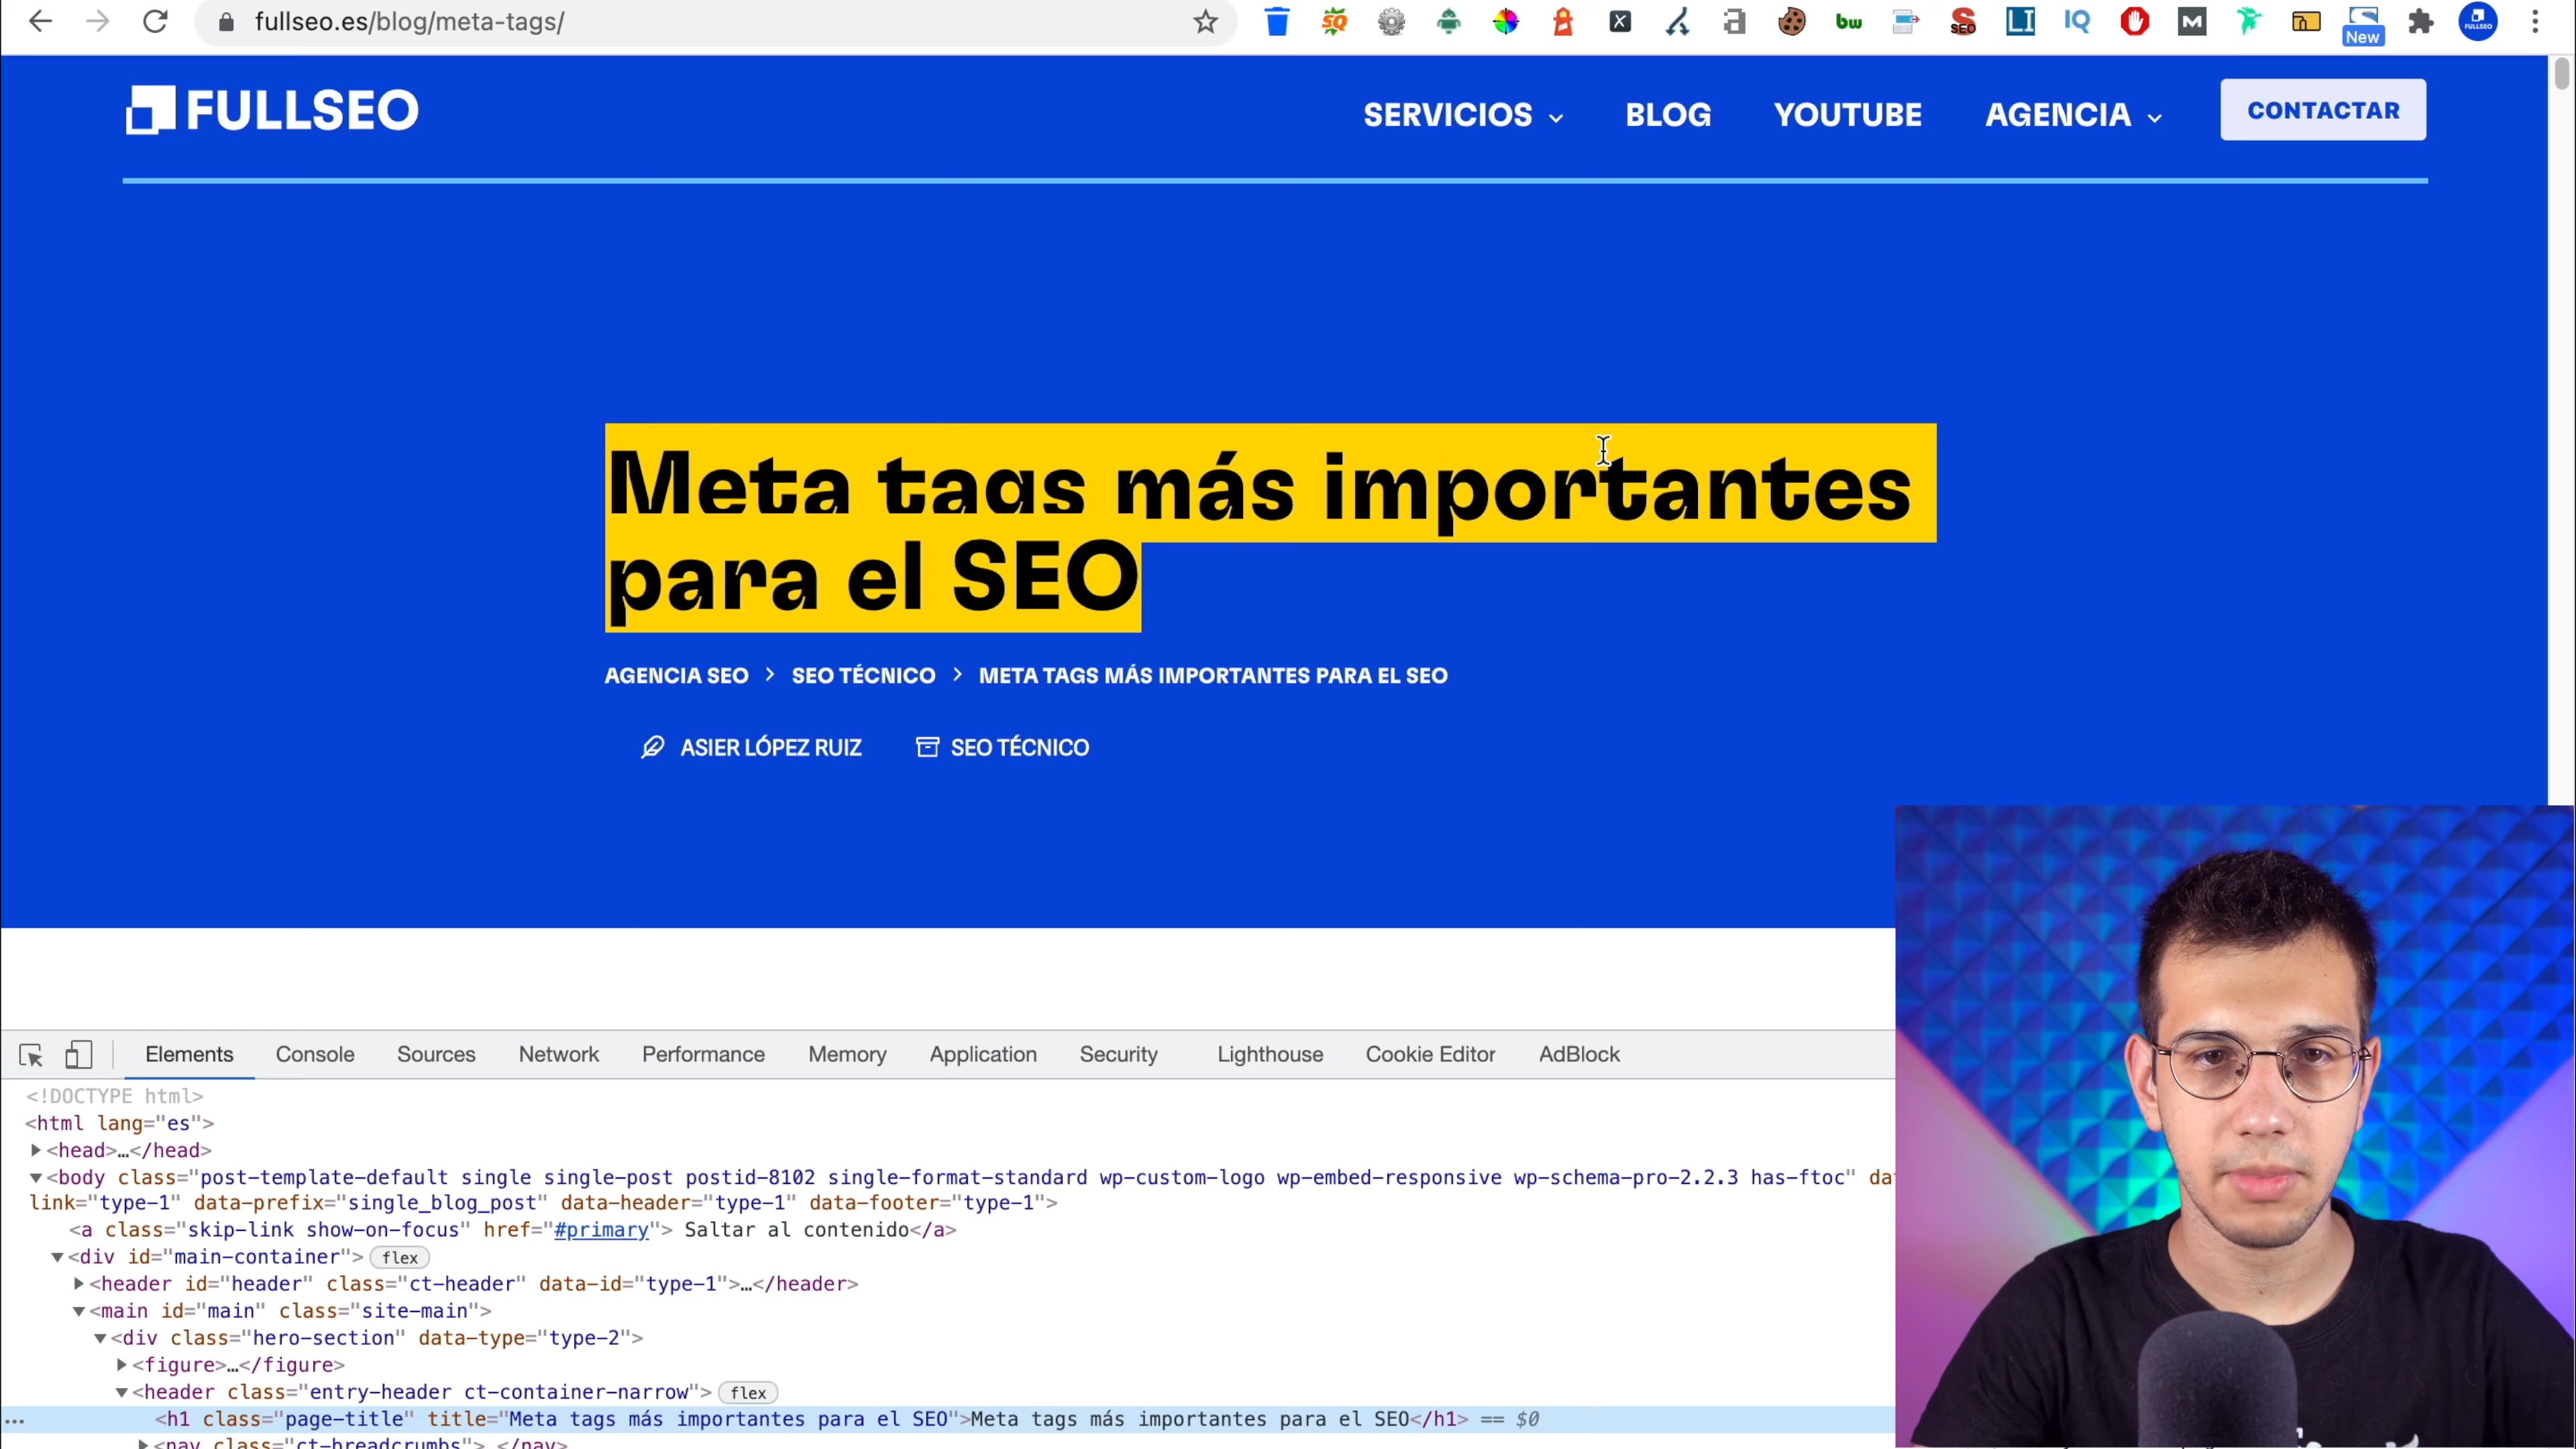 fullseo.es/blog/meta-tags/
New
FULLSEO
SERVICIOS
BLOG
YOUTUBE
AGENCIA
CONTACTAR
Meta tags más importantes
para el SEO
AGENCIA SEO > SEO TÉCNICO > META TAGS MÁS IMPORTANTES PARA EL SEO
ASIER LÓPEZ RUIZ
SEO TÉCNICO
Elements Console Sources Network Performance Memory Application Security Lighthouse Cookie Editor AdBlock
<!DOCTYPE html>
<html lang="es">
<head>…</head>
<body class="post-template-default single single-post postid-8102 single-format-standard wp-custom-logo wp-embed-responsive wp-schema-pro-2.2.3 has-ftoc"
link="type-1" data-prefix="single_blog_post" data-header="type-1" data-footer="type-1">
<a class="skip-link show-on-focus" href="#primary"> Saltar al contenido</a>
<div id="main-container"> flex
<header id="header" class="ct-header" data-id="type-1">…</header>
<main id="main" class="site-main">
<div class="hero-section" data-type="type-2">
<figure>…</figure>
<header class="entry-header ct-container-narrow"> flex
<h1 class="page-title" title="Meta tags más importantes para el SEO">Meta tags más importantes para el SEO</h1> == $0
<nav class="ct-breadcrumbs">…</nav>